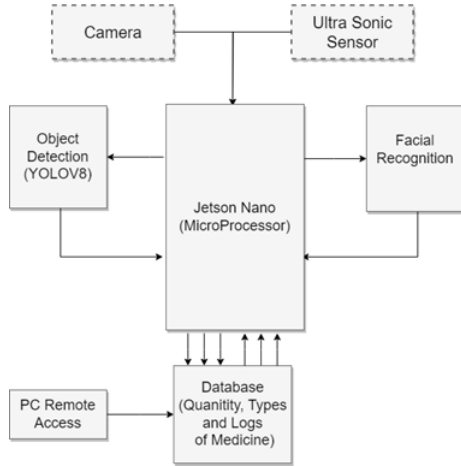 Camera
Ultra Sonic
Sensor
Object
Detection
(YOLOV8)
Facial
Recognition
Jetson Nano
(MicroProcessor)
PC Remote
Access
Database
(Quanitity, Types
and Logs
of Medicine)